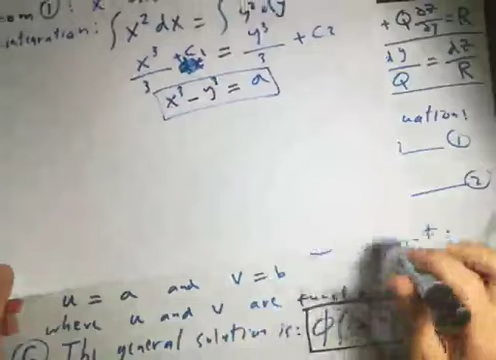 om ① : x
integration: ∫ x² dx = ∫ y² dy
x³/3 + C₁ = y³/3 + C₂
x³ - y³ = a
+ Q ∂z/∂y = R
dy/Q = dz/R
uation:
①
②
u = a and v = b
where u and v are
The general solution is: φ(